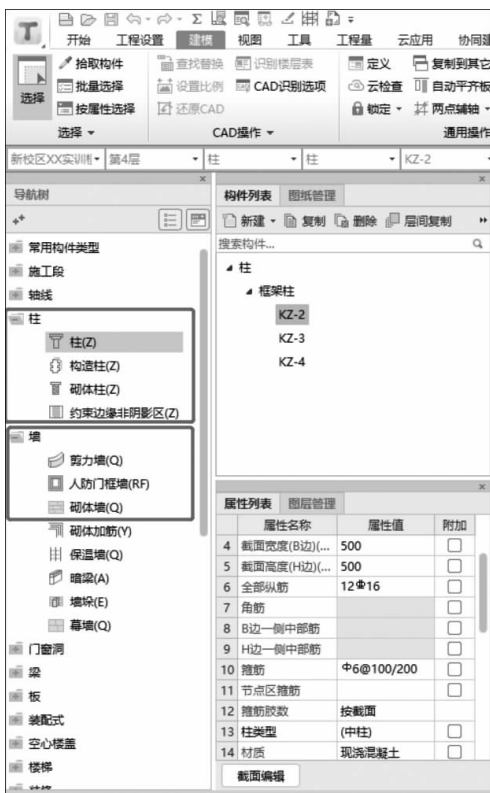 开始 工程设置 建模 视图 工具 工程量 云应用 协同建
选择
拾取构件
批量选择
按属性选择
查找替换 识别楼层表
设置比例 CAD识别选项
还原CAD
定义 复制到其它
云检查 自动平齐板
锁定 两点辅轴
选择 CAD操作 通用操作
新校区XX实训 第4层 柱 柱 KZ-2
导航树
常用构件类型
施工段
轴线
柱
柱(Z)
构造柱(Z)
砌体柱(Z)
约束边缘非阴影区(Z)
墙
剪力墙(Q)
人防门框墙(RF)
砌体墙(Q)
砌体加筋(Y)
保温墙(Q)
暗梁(A)
墙垛(E)
幕墙(Q)
门窗洞
梁
板
装配式
空心楼盖
楼梯
构件列表 图纸管理
新建 复制 删除 层间复制 »
搜索构件...
柱
框架柱
KZ-2
KZ-3
KZ-4
属性列表 图层管理
属性名称 属性值 附加
4 截面宽度(B边)(... 500
5 截面高度(H边)(... 500
6 全部纵筋 12⌽16
7 角筋
8 B边一侧中部筋
9 H边一侧中部筋
10 箍筋 ф6@100/200
11 节点区箍筋
12 箍筋胶数 按截面
13 柱类型 (中柱)
14 材质 现浇混凝土
截面编辑